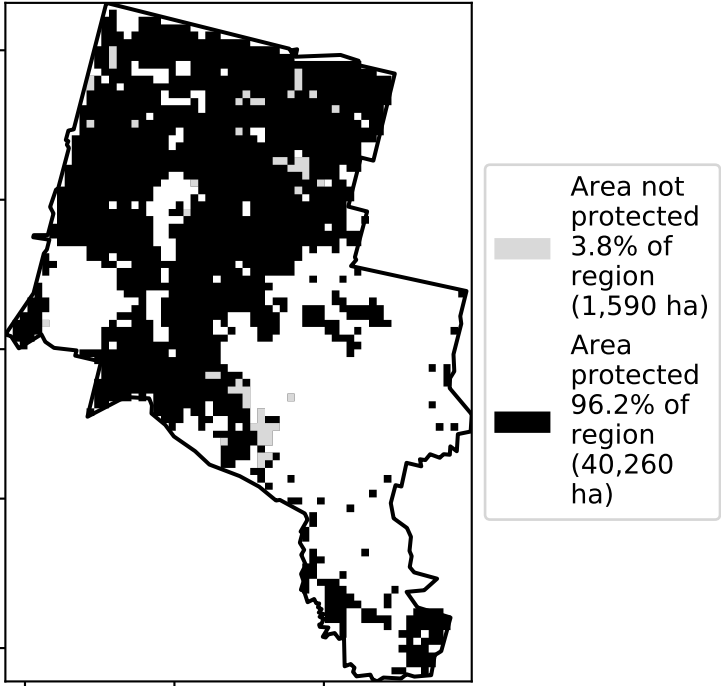 Area not
protected
3.8% of
region
(1,590 ha)
Area
protected
96.2% of
region
(40,260
ha)